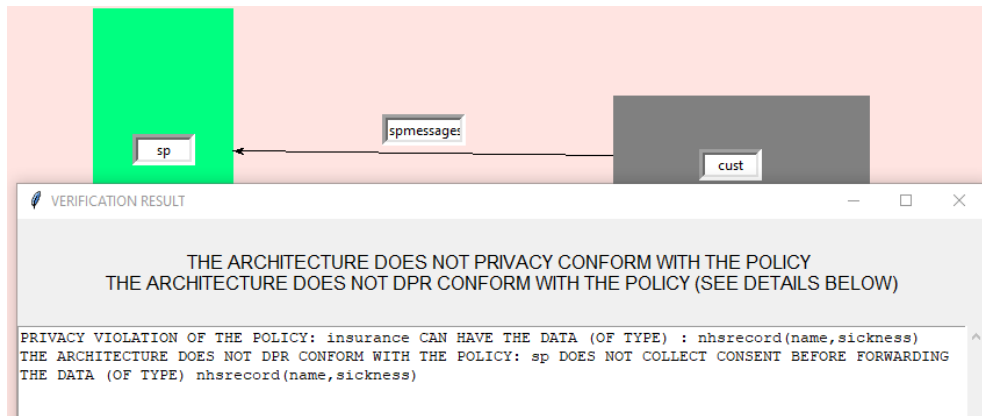 spmessages
sp
cust
VERIFICATION RESULT
THE ARCHITECTURE DOES NOT PRIVACY CONFORM WITH THE POLICY
THE ARCHITECTURE DOES NOT DPR CONFORM WITH THE POLICY (SEE DETAILS BELOW)
PRIVACY VIOLATION OF THE POLICY: insurance CAN HAVE THE DATA (OF TYPE) : nhsrecord(name,sickness)
THE ARCHITECTURE DOES NOT DPR CONFORM WITH THE POLICY: sp DOES NOT COLLECT CONSENT BEFORE FORWARDING
THE DATA (OF TYPE) nhsrecord(name,sickness)